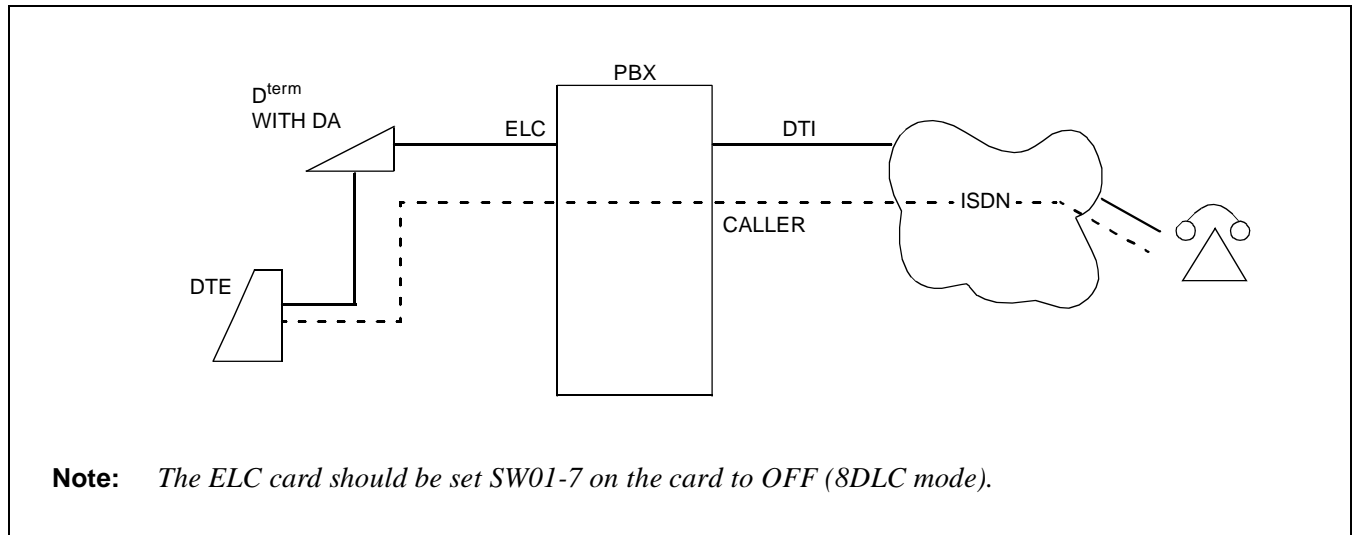 PBX
Dterm
WITH DA
ELC
DTI
ISDN
CALLER
DTE
Note: The ELC card should be set SW01-7 on the card to OFF (8DLC mode).